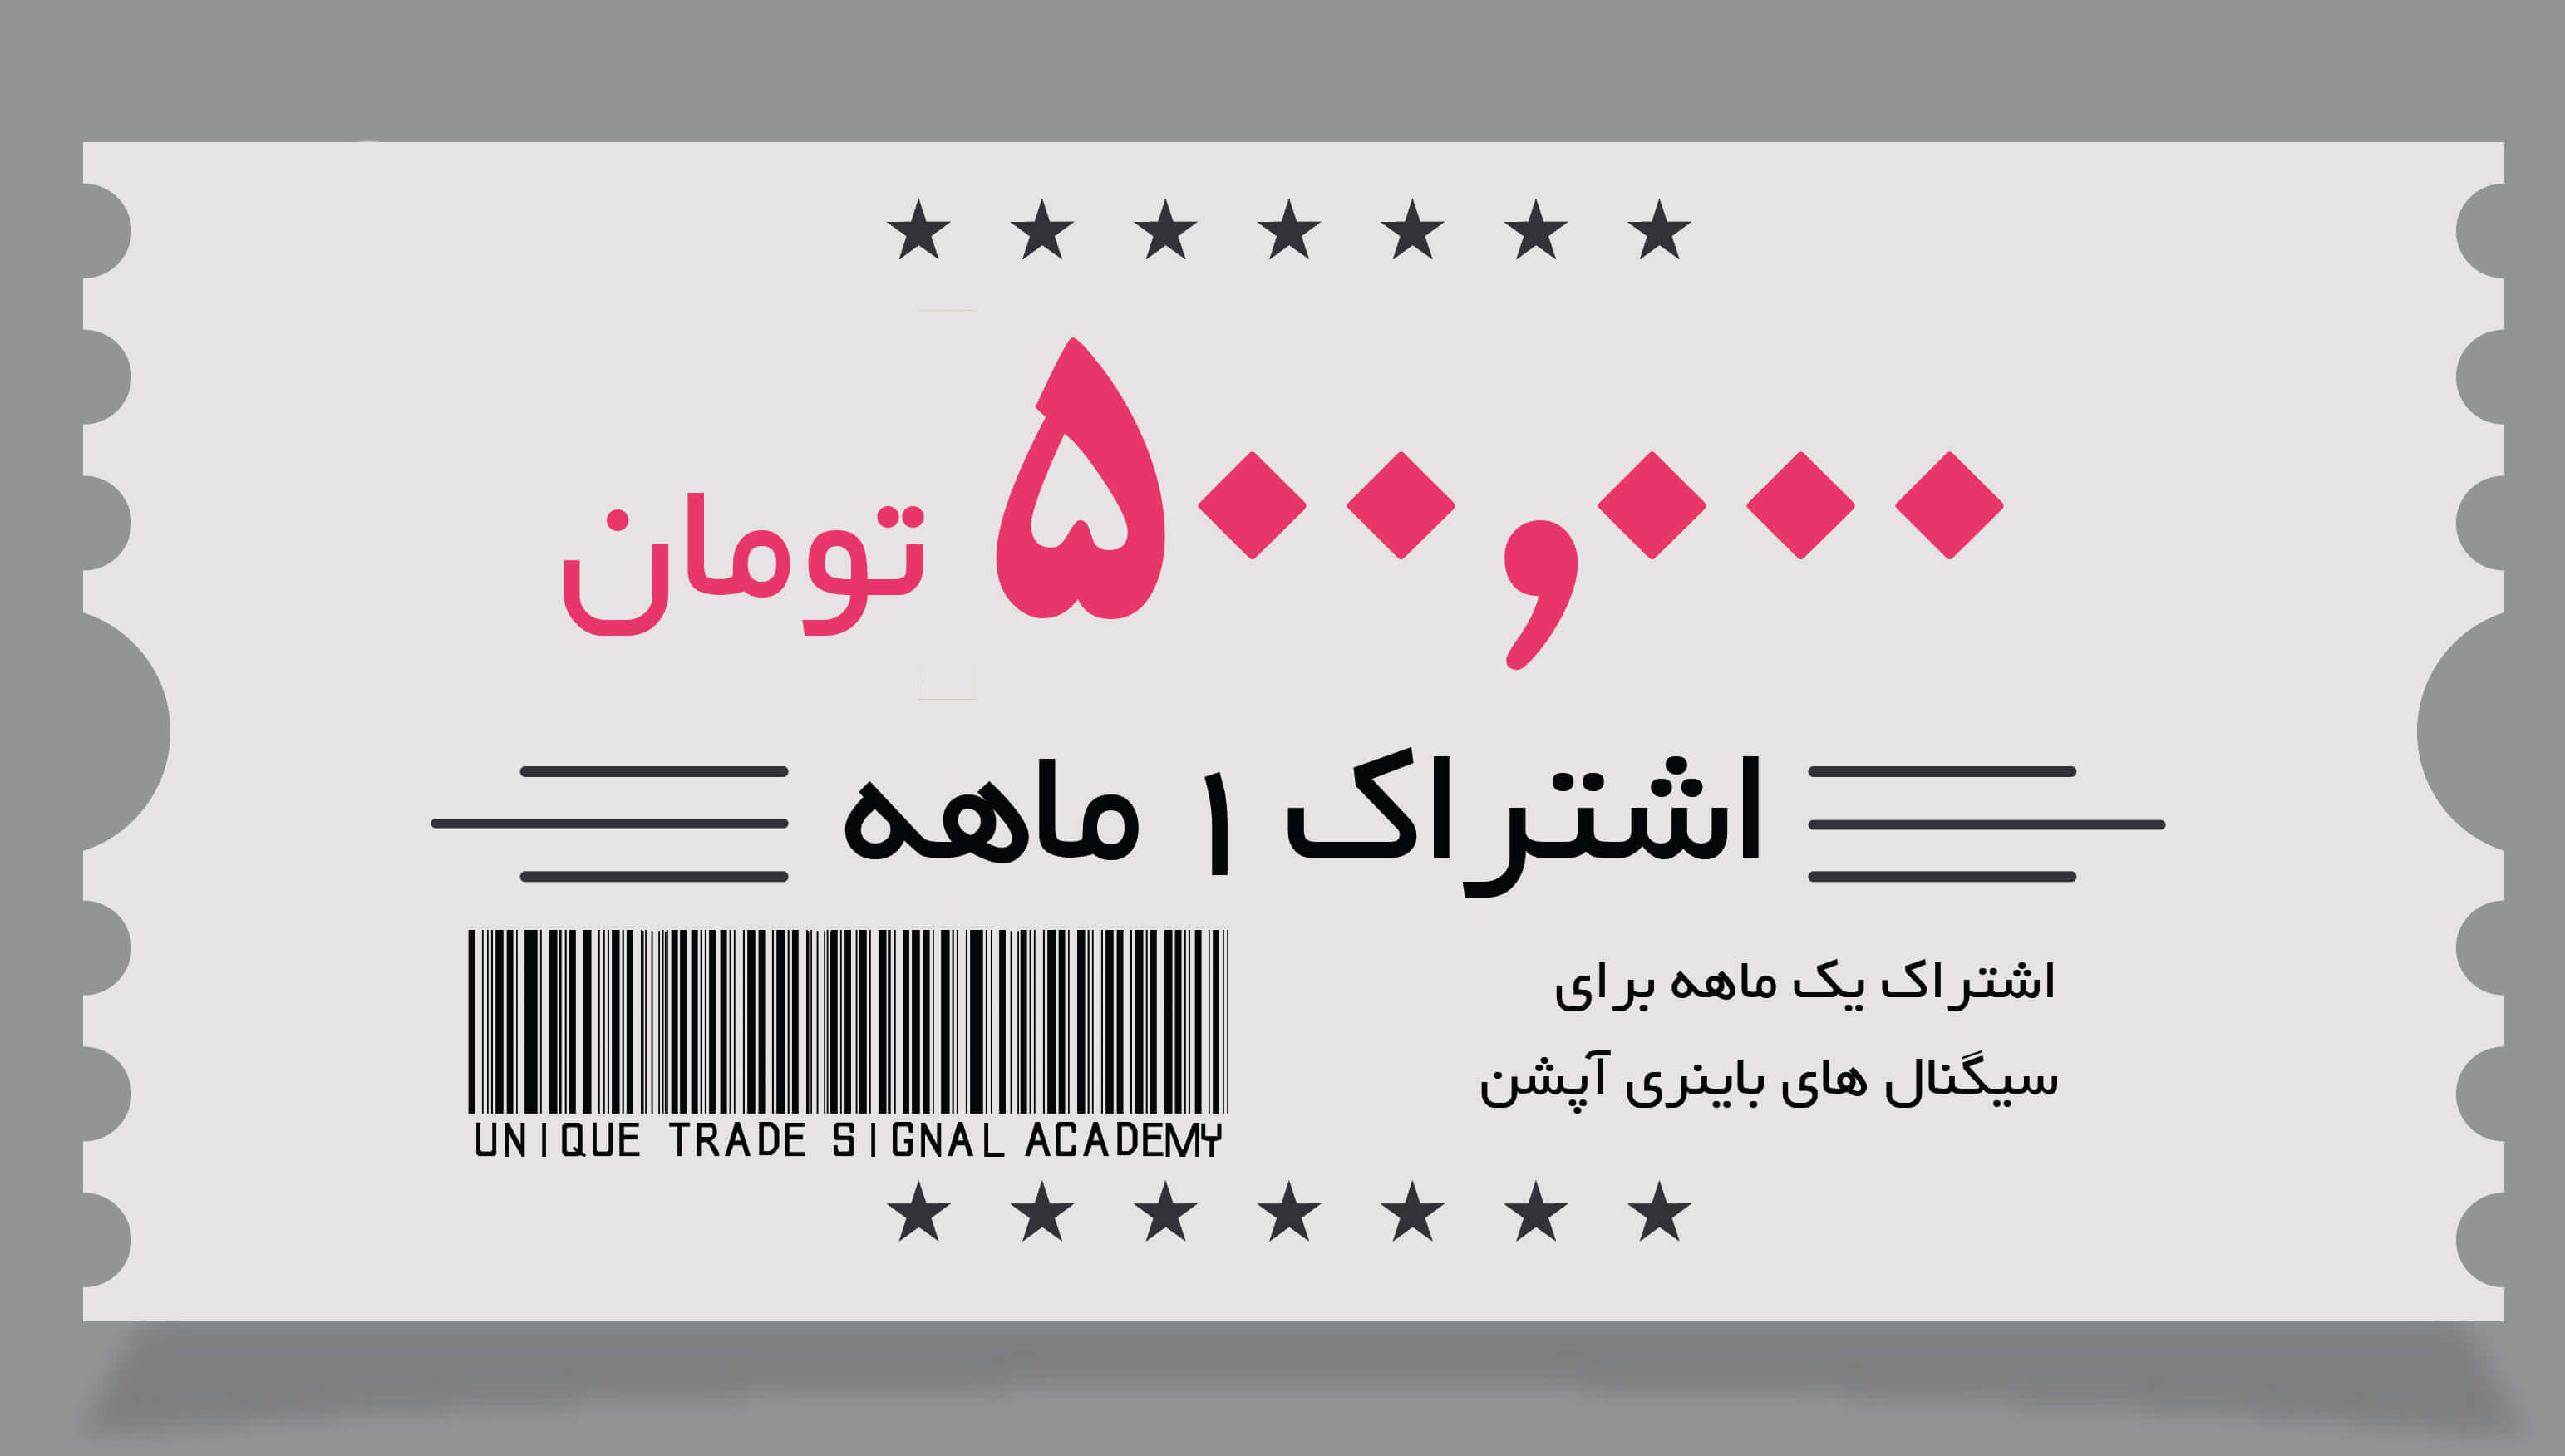 ۵۰۰,۰۰۰ تومان
اشتراک ۱ ماهه
اشتراک یک ماهه برای
سیگنال های باینری آپشن
UNIQUE TRADE SIGNAL ACADEMY